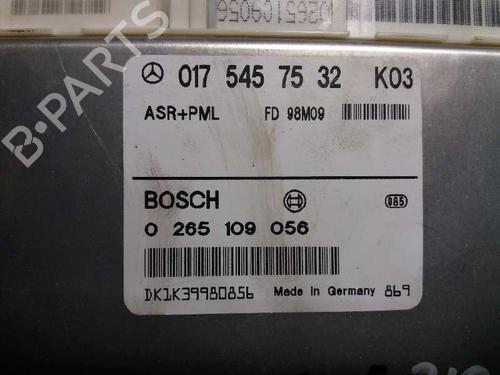 0265109056
017 545 75 32 K03
ASR+PML FD 98M09
BOSCH 085
0 265 109 056
DK1K39980856 Made in Germany 869
B-PARTS